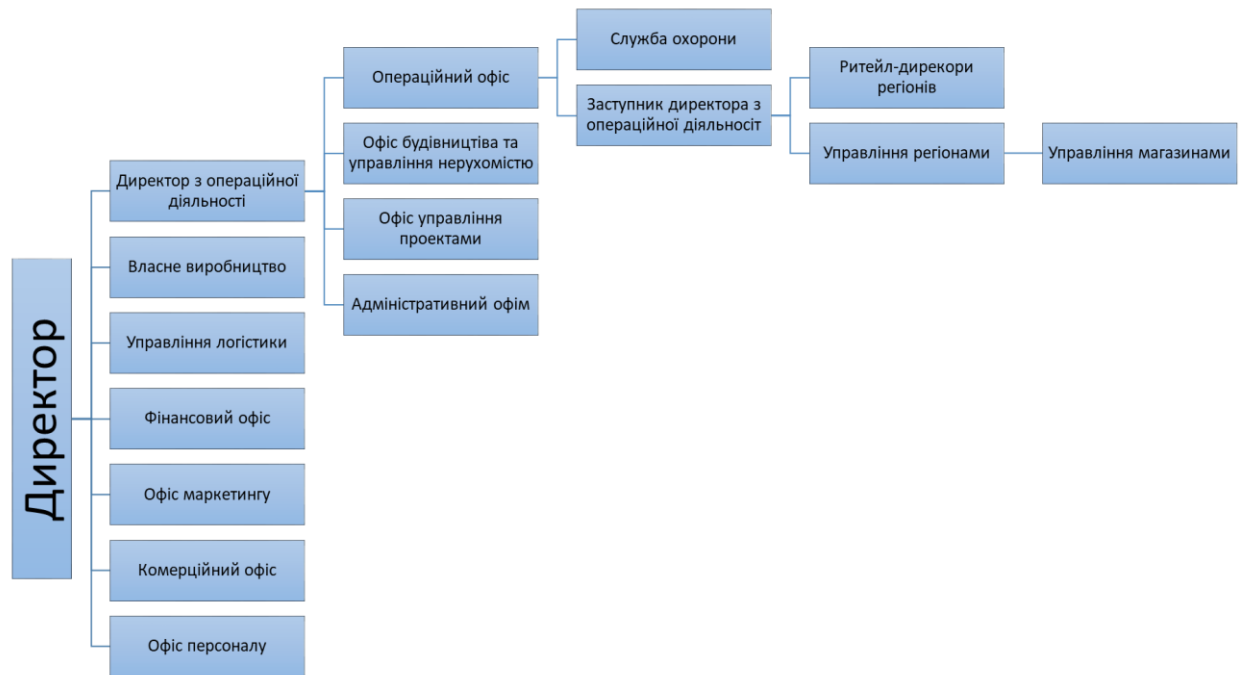 Директор
Директор з операційної
діяльності
Власне виробництво
Управління логістики
Фінансовий офіс
Офіс маркетингу
Комерційний офіс
Офіс персоналу
Операційний офіс
Офіс будівництіва та
управління нерухомістю
Офіс управління
проектами
Адміністративний офім
Служба охорони
Заступник директора з
операційної діяльносіт
Ритейл-дирекори
регіонів
Управління регіонами
Управління магазинами